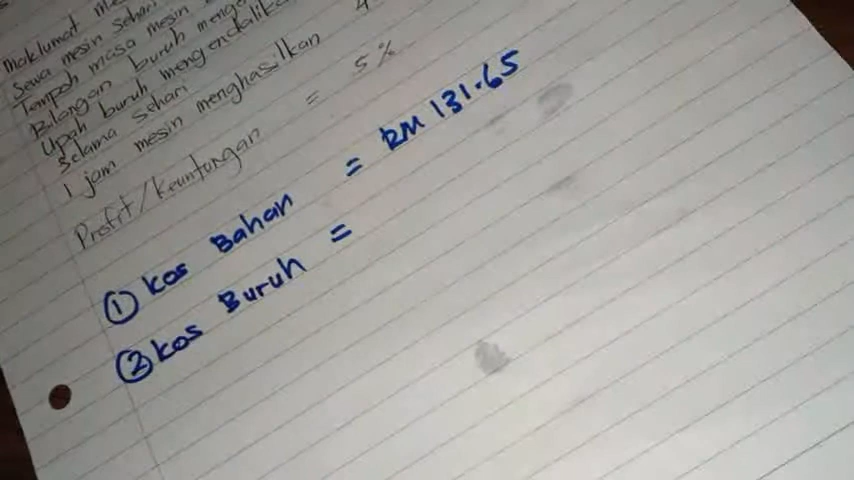 Maklumat
Sewa mesin sehari
Tempoh masa mesin
Bilangan buruh
Upah buruh mengendalikan
Selama sehari
1 jam mesin menghasilkan 4
Profit/Keuntungan = 5%
① Kos Bahan = RM 131.65
② Kos Buruh =